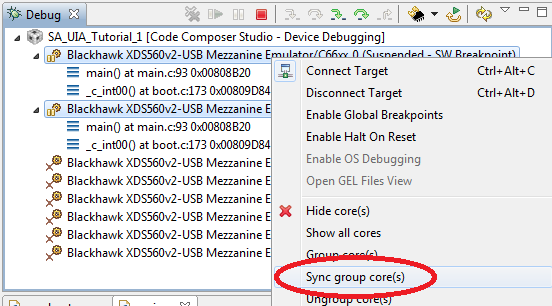 Debug
SA_UIA_Tutorial_1 [Code Composer Studio - Device Debugging]
Blackhawk XDS560v2-USB Mezzanine Emulator(C66xx_0 (Suspended - SW Breakpoint)
main() at main.c:93 0x00808B20
_c_int00() at boot.c:173 0x00809D84
Blackhawk XDS560v2-USB Mezzanine E
main() at main.c:93 0x00808B20
_c_int00() at boot.c:173 0x00809D84
Blackhawk XDS560v2-USB Mezzanine E
Blackhawk XDS560v2-USB Mezzanine E
Blackhawk XDS560v2-USB Mezzanine E
Blackhawk XDS560v2-USB Mezzanine E
Blackhawk XDS560v2-USB Mezzanine E
Blackhawk XDS560v2-USB Mezzanine E
Connect Target Ctrl+Alt+C
Disconnect Target Ctrl+Alt+D
Enable Global Breakpoints
Enable Halt On Reset
Enable OS Debugging
Open GEL Files View
Hide core(s)
Show all cores
Group core(s)
Sync group core(s)
Ungroup core(s)